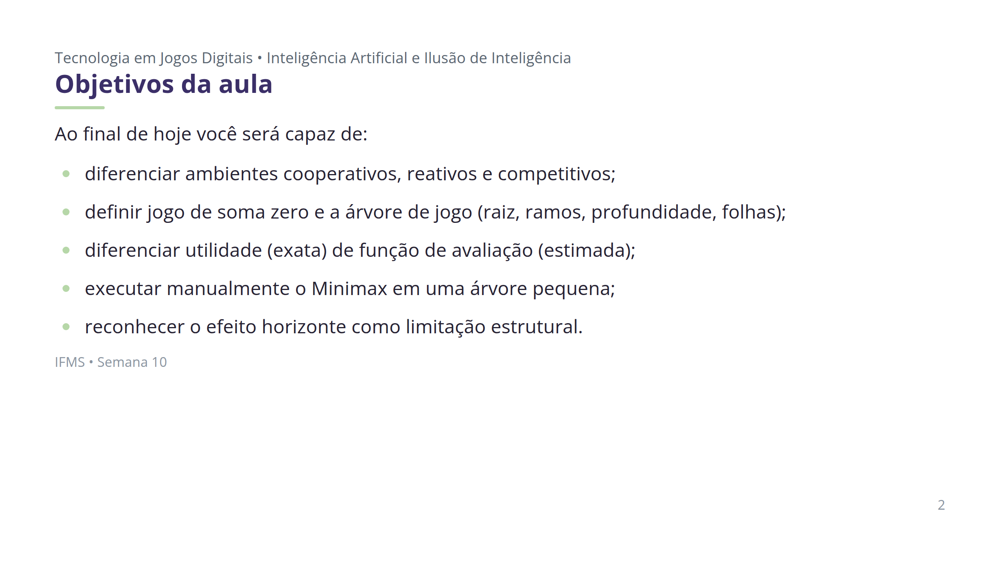 Tecnologia em Jogos Digitais • Inteligência Artificial e Ilusão de Inteligência
Objetivos da aula
Ao final de hoje você será capaz de:
• diferenciar ambientes cooperativos, reativos e competitivos;
• definir jogo de soma zero e a árvore de jogo (raiz, ramos, profundidade, folhas);
• diferenciar utilidade (exata) de função de avaliação (estimada);
• executar manualmente o Minimax em uma árvore pequena;
• reconhecer o efeito horizonte como limitação estrutural.
IFMS • Semana 10
2